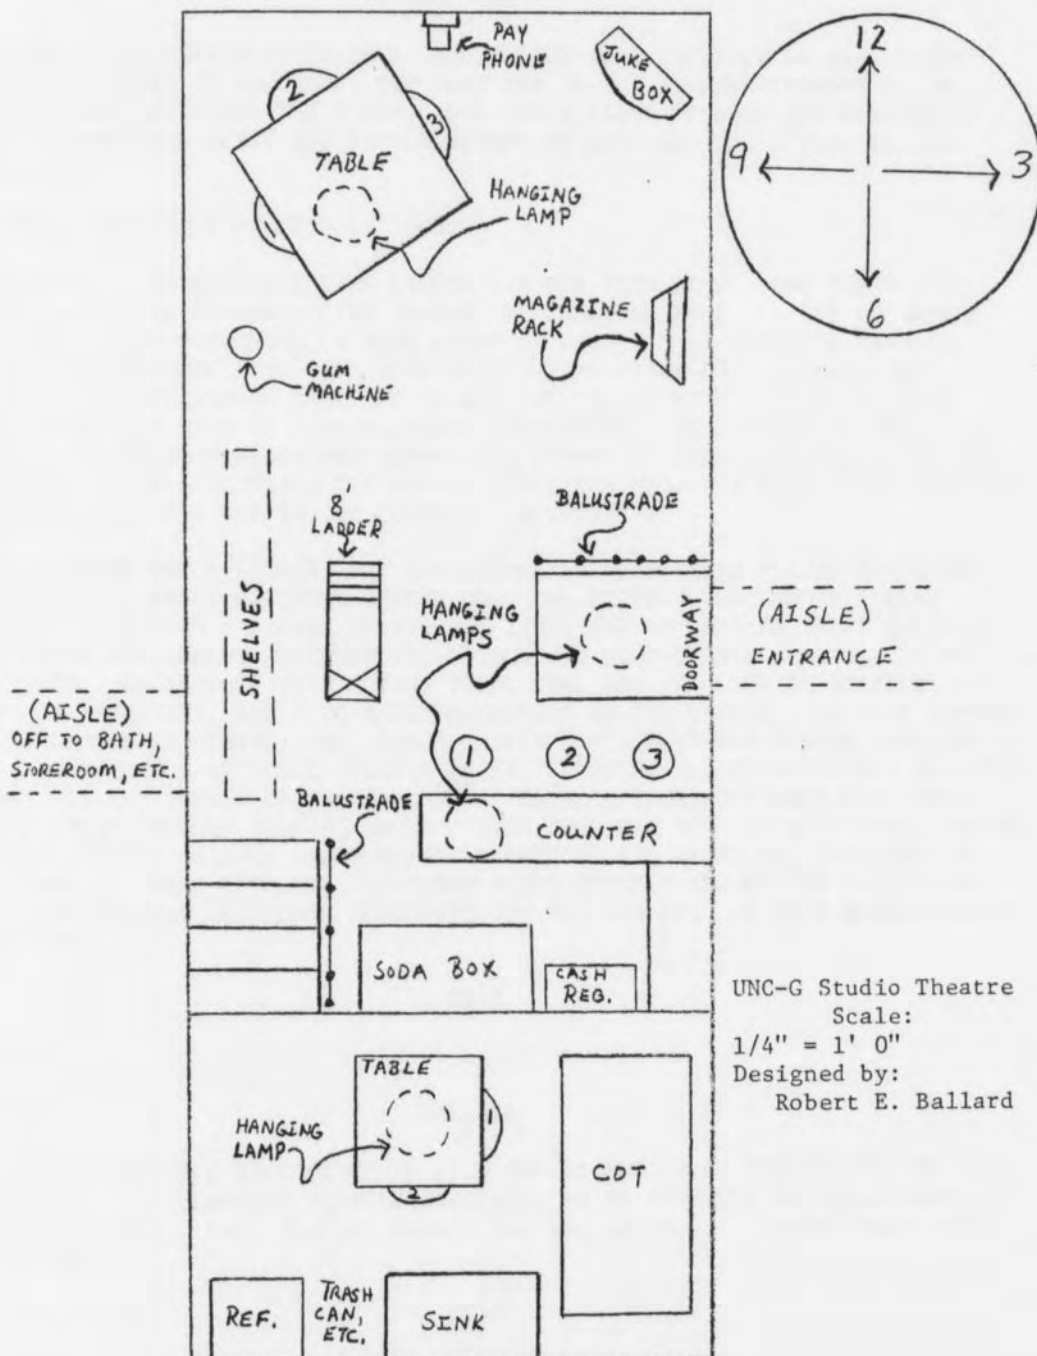 PAY
PHONE
JUKE
BOX
12
9
3
6
2
3
1
TABLE
HANGING
LAMP
MAGAZINE
RACK
GUM
MACHINE
8'
LADDER
BALUSTRADE
SHELVES
HANGING
LAMPS
DOORWAY
(AISLE)
ENTRANCE
(AISLE)
OFF TO BATH,
STOREROOM, ETC.
1
2
3
BALUSTRADE
COUNTER
SODA BOX
CASH
REG.
UNC-G Studio Theatre
Scale:
1/4" = 1' 0"
Designed by:
Robert E. Ballard
TABLE
1
HANGING
LAMP
2
COT
REF.
TRASH
CAN,
ETC.
SINK